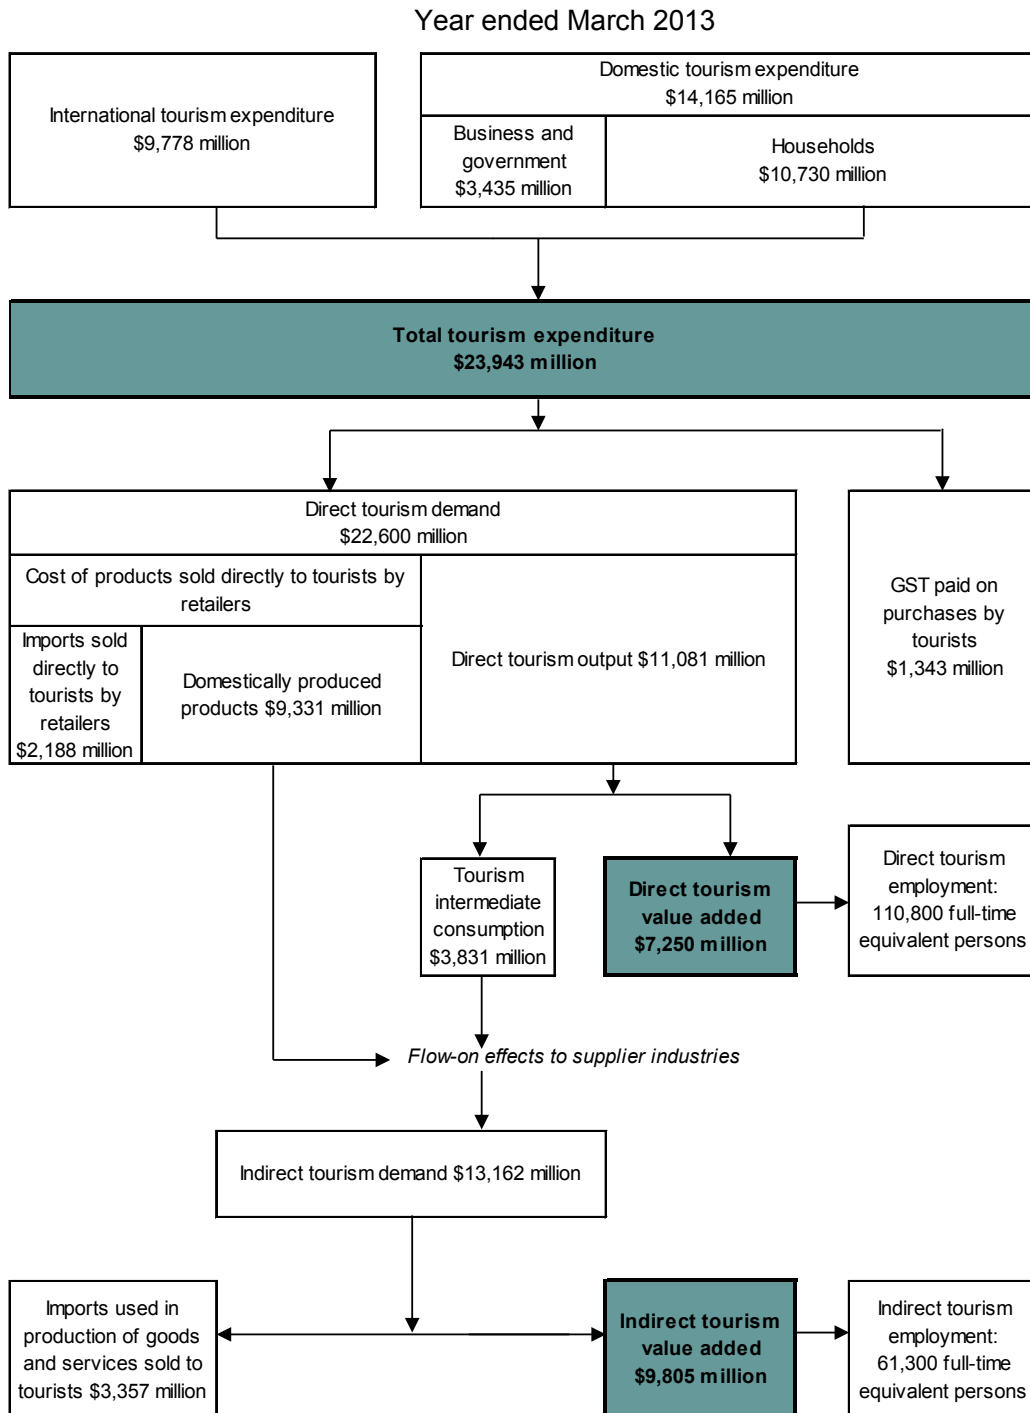 Year ended March 2013
International tourism expenditure
$9,778 million
Domestic tourism expenditure
$14,165 million
Business and
government
$3,435 million
Households
$10,730 million
Total tourism expenditure
$23,943 million
Direct tourism demand
$22,600 million
Cost of products sold directly to tourists by
retailers
Imports sold
directly to
tourists by
retailers
$2,188 million
Domestically produced
products $9,331 million
Direct tourism output $11,081 million
GST paid on
purchases by
tourists
$1,343 million
Tourism
intermediate
consumption
$3,831 million
Direct tourism
value added
$7,250 million
Direct tourism
employment:
110,800 full-time
equivalent persons
Flow-on effects to supplier industries
Indirect tourism demand $13,162 million
Imports used in
production of goods
and services sold to
tourists $3,357 million
Indirect tourism
value added
$9,805 million
Indirect tourism
employment:
61,300 full-time
equivalent persons